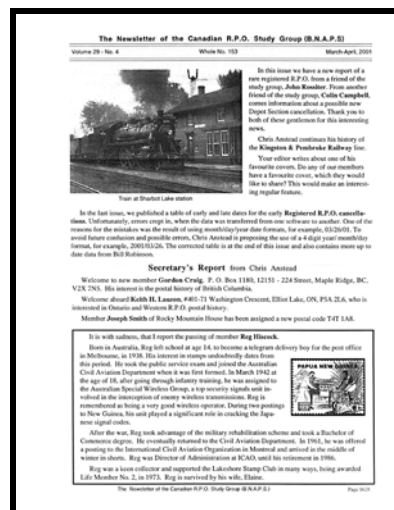 The Newsletter of the Canadian R.P.O. Study Group (B.N.A.P.S)
Volume 29 - No. 4 Whole No. 153 March-April, 2001
In this issue we have a new report of a
rare registered R.P.O. from a friend of the
study group, John Rossiter. From another
friend of the study group, Colin Campbell,
comes information about a possible new
Depot Section cancellation. Thank you to
both of these gentlemen for this interesting
news.
Chris Anstead continues his history of
the Kingston & Pembroke Railway line.
Your editor writes about one of his
favourite covers. Do any of our members
have a favourite cover, which they would
like to share? This would make an interest-
ing regular feature.
Train at Sharbot Lake station
In the last issue, we published a table of early and late dates for the early Registered R.P.O. cancella-
tions. Unfortunately, errors crept in, when the data was transferred from one software to another. One of the
reasons for the mistakes was the result of using month/day/year date formats, for example, 03/26/01. To
avoid future confusion and possible errors, Chris Anstead is proposing the use of a 4 digit year/month/day
format, for example, 2001/03/26. The corrected table is at the end of this issue and also contains more up to
date data from Bill Robinson.
Secretary's Report from Chris Anstead
Welcome to new member Gordon Craig, P. O. Box 1180, 12151 - 224 Street, Maple Ridge, BC,
V2X 7N5. His interest is the postal history of British Columbia.
Welcome aboard Keith H. Lauzon, #401-71 Washington Crescent, Elliot Lake, ON, P5A 2L6, who is
interested in Ontario and Western R.P.O. postal history.
Member Joseph Smith of Rocky Mountain House has been assigned a new postal code T4T 1A8.
It is with sadness, that I report the passing of member Reg Hiscock.
Born in Australia, Reg left school at age 14, to become a telegram delivery boy for the post office
in Melbourne, in 1938. His interest in stamps undoubtedly dates from
this period. He took the public service exam and joined the Australian
Civil Aviation Department when it was first formed. In March 1942 at
the age of 18, after going through infantry training, he was assigned to
the Australian Special Wireless Group, a top security signals unit in-
volved in the interception of enemy wireless transmissions. Reg is
remembered as being a very good wireless operator. During two postings
to New Guinea, his unit played a significant role in cracking the Japa-
nese signal codes.
PAPUA NEW GUINEA
After the war, Reg took advantage of the military rehabilitation scheme and took a Bachelor of
Commerce degree. He eventually returned to the Civil Aviation Department. In 1961, he was offered
a posting to the International Civil Aviation Organization in Montreal and arrived in the middle of
winter in shorts. Reg was Director of Administration at ICAO, until his retirement in 1986.
Reg was a keen collector and supported the Lakeshore Stamp Club in many ways, being awarded
Life Member No. 2, in 1973. Reg is survived by his wife, Elaine.
The Newsletter of the Canadian R.P.O. Study Group (B.N.A.P.S.) Page